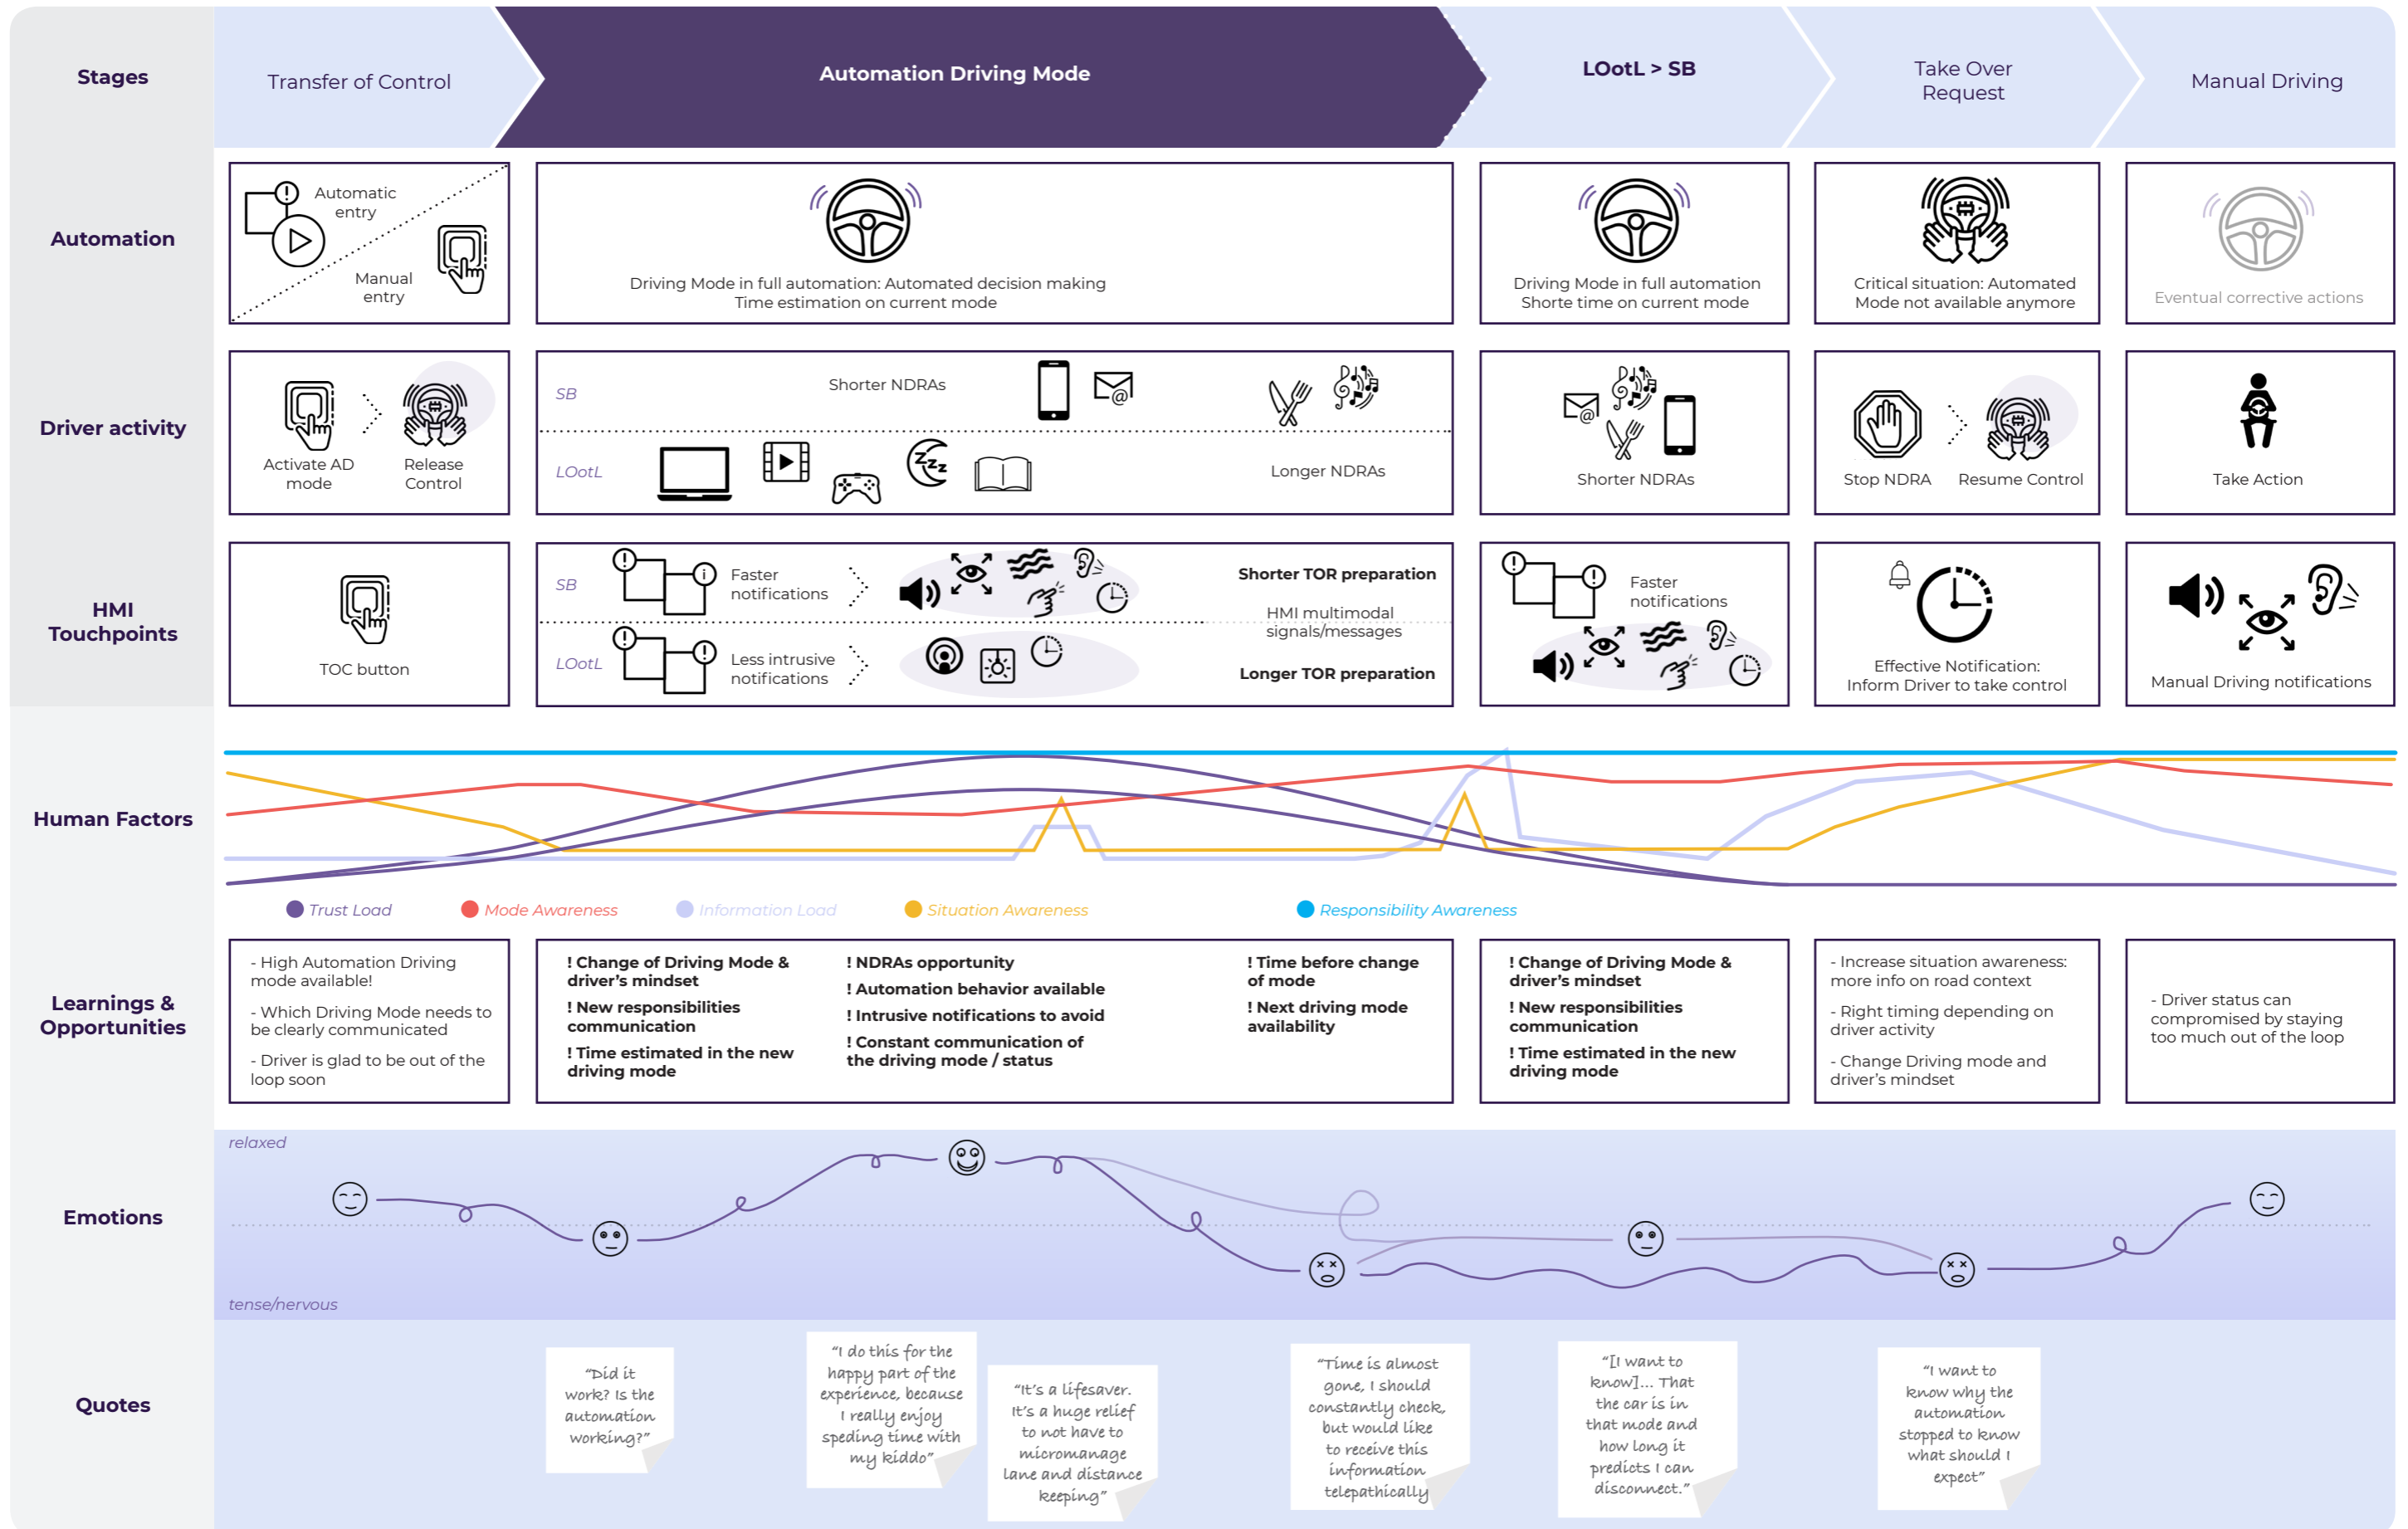 Stages
Transfer of Control
Automation Driving Mode
LOotL > SB
Take Over
Request
Manual Driving
Automation
Automatic
entry
Manual
entry
Driving Mode in full automation: Automated decision making
Time estimation on current mode
Driving Mode in full automation
Shorte time on current mode
Critical situation: Automated
Mode not available anymore
Eventual corrective actions
Driver activity
Activate AD
mode
Release
Control
SB
Shorter NDRAs
@
LOotL
Zzz
Longer NDRAs
@
Shorter NDRAs
Stop NDRA
Resume Control
Take Action
HMI
Touchpoints
TOC button
SB
! i
Faster
notifications
Shorter TOR preparation
HMI multimodal
signals/messages
LOotL
! !
Less intrusive
notifications
Longer TOR preparation
! !
Faster
notifications
Effective Notification:
Inform Driver to take control
Manual Driving notifications
Human Factors
Trust Load
Mode Awareness
Information Load
Situation Awareness
Responsibility Awareness
Learnings &
Opportunities
- High Automation Driving
mode available!
- Which Driving Mode needs to
be clearly communicated
- Driver is glad to be out of the
loop soon
! Change of Driving Mode &
driver's mindset
! New responsibilities
communication
! Time estimated in the new
driving mode
! NDRAs opportunity
! Automation behavior available
! Intrusive notifications to avoid
! Constant communication of
the driving mode / status
! Time before change
of mode
! Next driving mode
availability
! Change of Driving Mode &
driver's mindset
! New responsibilities
communication
! Time estimated in the new
driving mode
- Increase situation awareness:
more info on road context
- Right timing depending on
driver activity
- Change Driving mode and
driver's mindset
- Driver status can
compromised by staying
too much out of the loop
Emotions
relaxed
tense/nervous
Quotes
"Did it
work? Is the
automation
working?"
"I do this for the
happy part of the
experience, because
I really enjoy
speding time with
my kiddo"
"It's a lifesaver.
It's a huge relief
to not have to
micromanage
lane and distance
keeping"
"Time is almost
gone, I should
constantly check,
but would like
to receive this
information
telepathically
"[I want to
know]... That
the car is in
that mode and
how long it
predicts I can
disconnect."
"I want to
know why the
automation
stopped to know
what should I
expect"